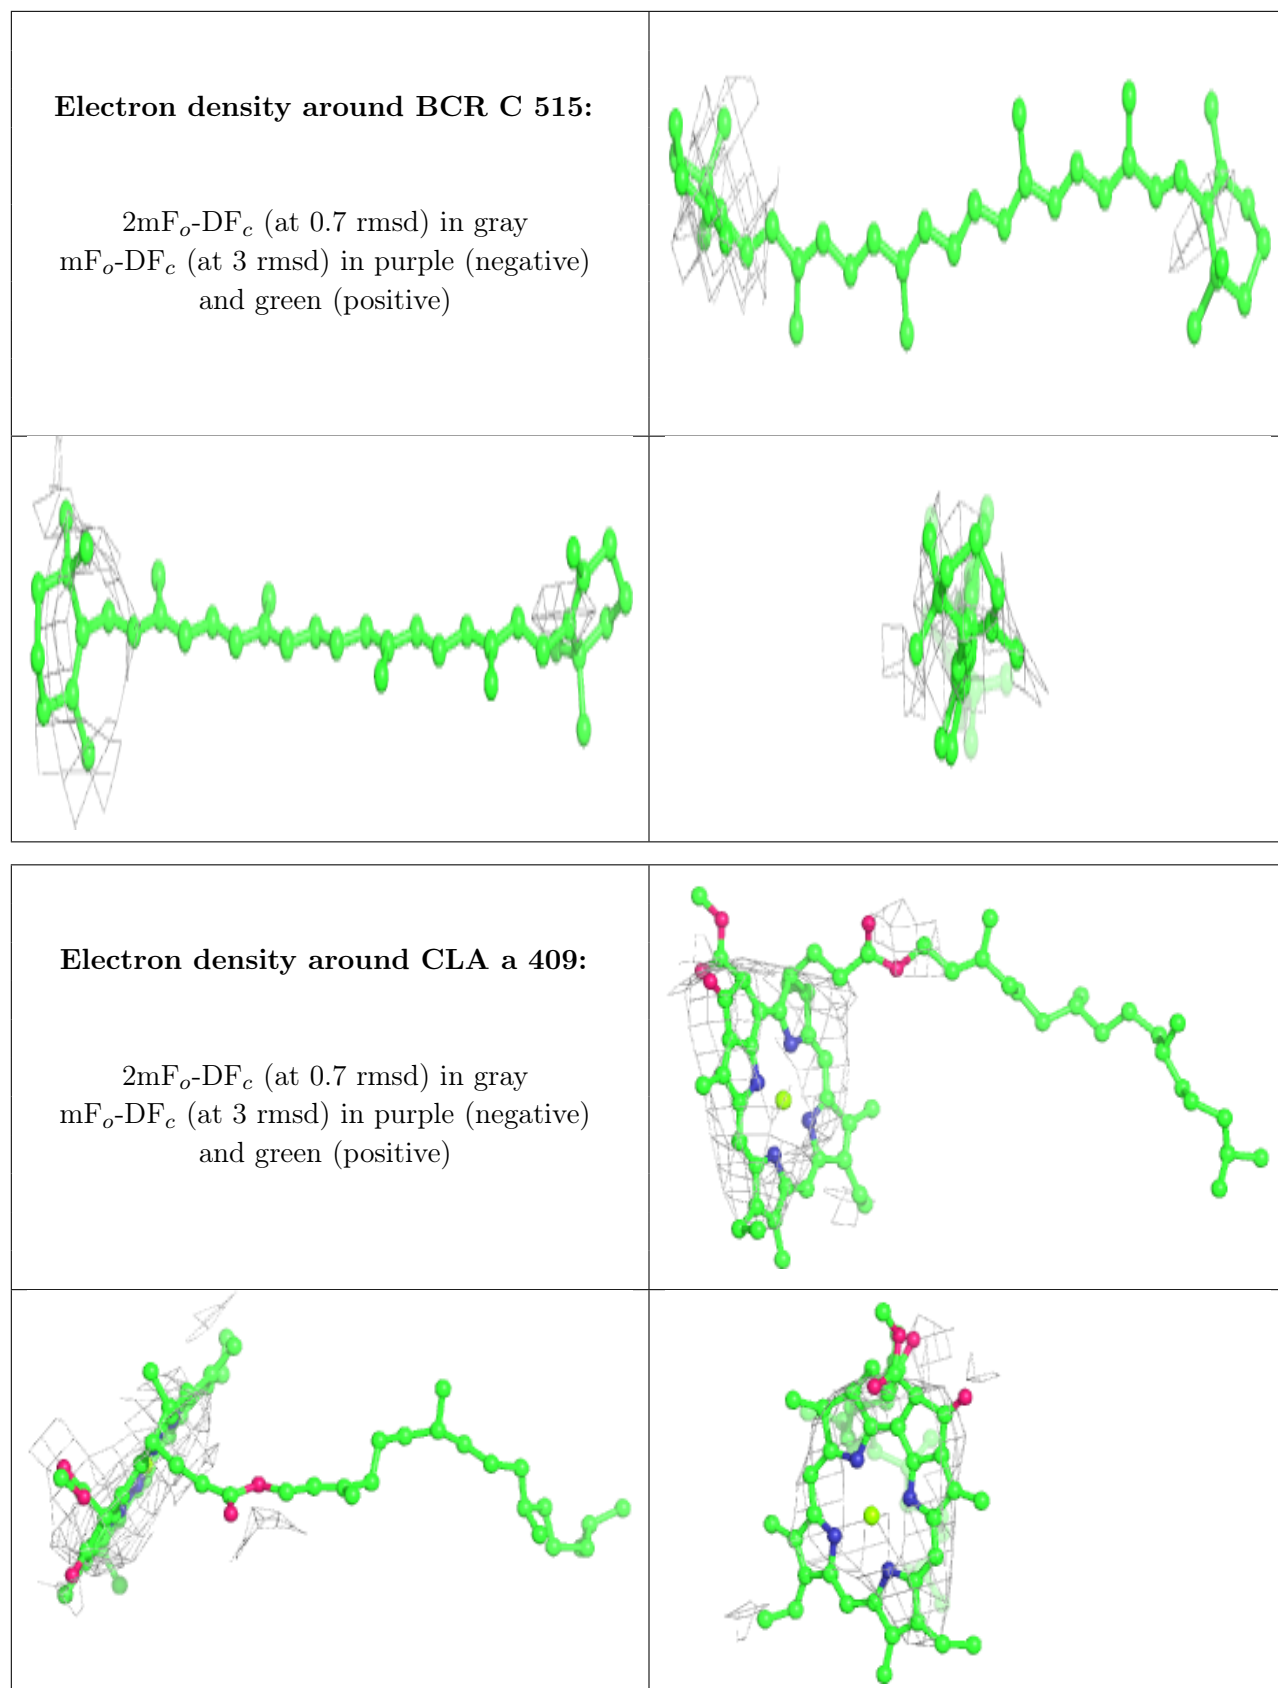 Electron density around BCR C 515:
2mFₒ-DF𝒸 (at 0.7 rmsd) in gray
mFₒ-DF𝒸 (at 3 rmsd) in purple (negative)
and green (positive)
Electron density around CLA a 409:
2mFₒ-DF𝒸 (at 0.7 rmsd) in gray
mFₒ-DF𝒸 (at 3 rmsd) in purple (negative)
and green (positive)